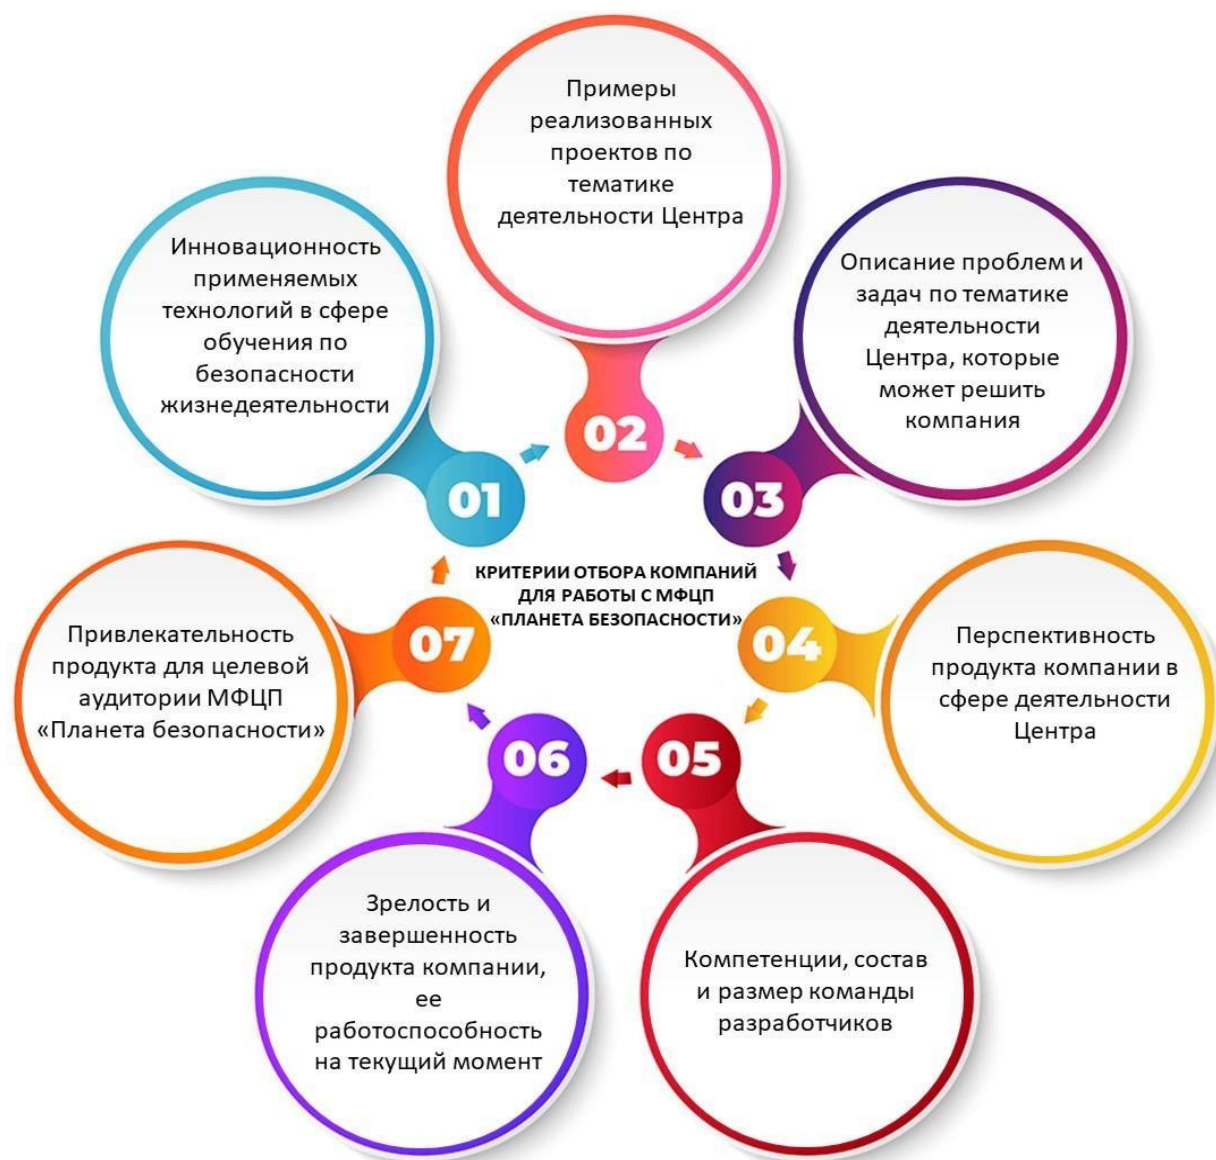 КРИТЕРИИ ОТБОРА КОМПАНИЙ
ДЛЯ РАБОТЫ С МФЦП
«ПЛАНЕТА БЕЗОПАСНОСТИ»
01
Инновационность
применяемых
технологий в сфере
обучения по
безопасности
жизнедеятельности
02
Примеры
реализованных
проектов по
тематике
деятельности Центра
03
Описание проблем и
задач по тематике
деятельности
Центра, которые
может решить
компания
04
Перспективность
продукта компании в
сфере деятельности
Центра
05
Компетенции, состав
и размер команды
разработчиков
06
Зрелость и
завершенность
продукта компании,
ее
работоспособность
на текущий момент
07
Привлекательность
продукта для целевой
аудитории МФЦП
«Планета безопасности»